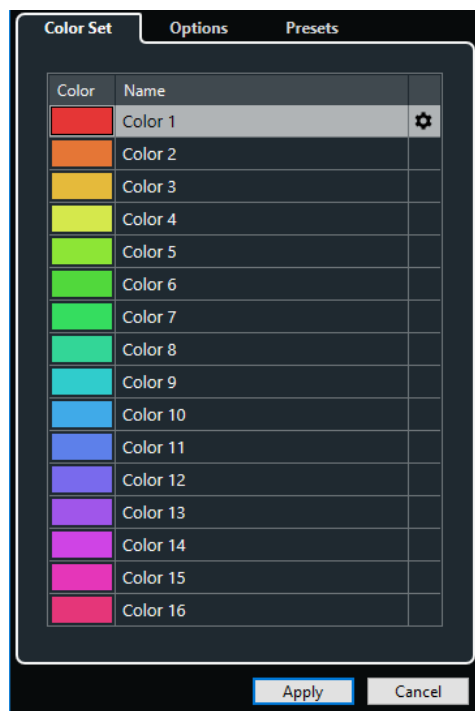 Color Set Options Presets
Color Name
Color 1
Color 2
Color 3
Color 4
Color 5
Color 6
Color 7
Color 8
Color 9
Color 10
Color 11
Color 12
Color 13
Color 14
Color 15
Color 16
Apply Cancel